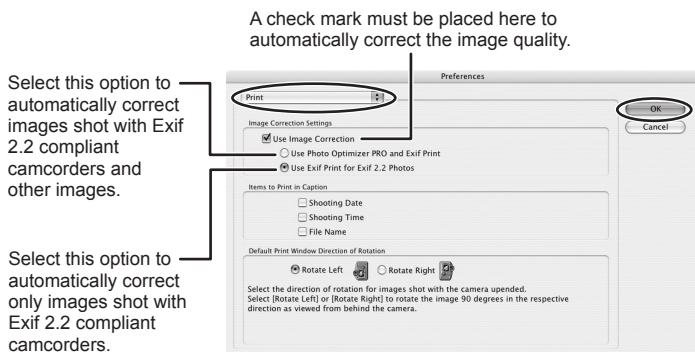 A check mark must be placed here to
automatically correct the image quality.
Select this option to
automatically correct
images shot with Exif
2.2 compliant
camcorders and
other images.
Select this option to
automatically correct
only images shot with
Exif 2.2 compliant
camcorders.
Preferences
Print
OK
Cancel
Image Correction Settings
Use Image Correction
Use Photo Optimizer PRO and Exif Print
Use Exif Print for Exif 2.2 Photos
Items to Print in Caption
Shooting Date
Shooting Time
File Name
Default Print Window Direction of Rotation
Rotate Left
Rotate Right
Select the direction of rotation for images shot with the camera upended.
Select [Rotate Left] or [Rotate Right] to rotate the image 90 degrees in the respective
direction as viewed from behind the camera.